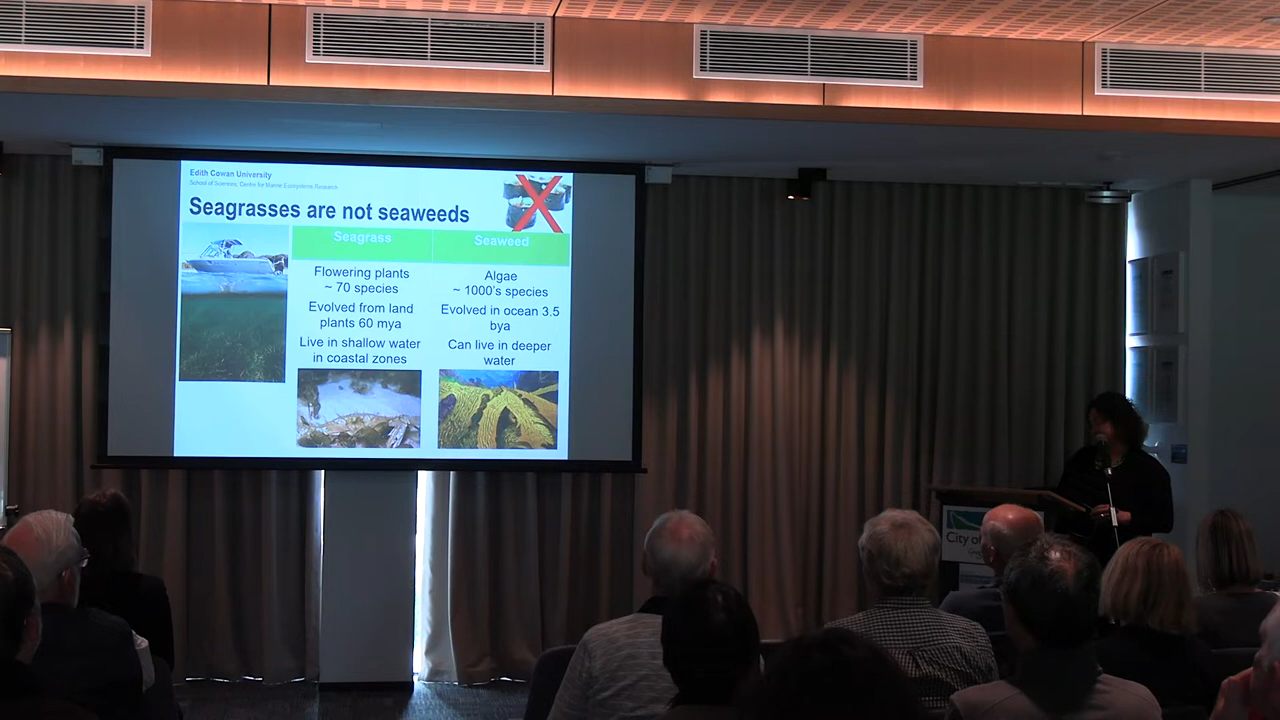 Edith Cowan University
School of Sciences, Centre for Marine Ecosystems Research
Seagrasses are not seaweeds
Seagrass
Seaweed
Flowering plants
~ 70 species
Algae
~ 1000's species
Evolved from land
plants 60 mya
Evolved in ocean 3.5
bya
Live in shallow water
in coastal zones
Can live in deeper
water
City of